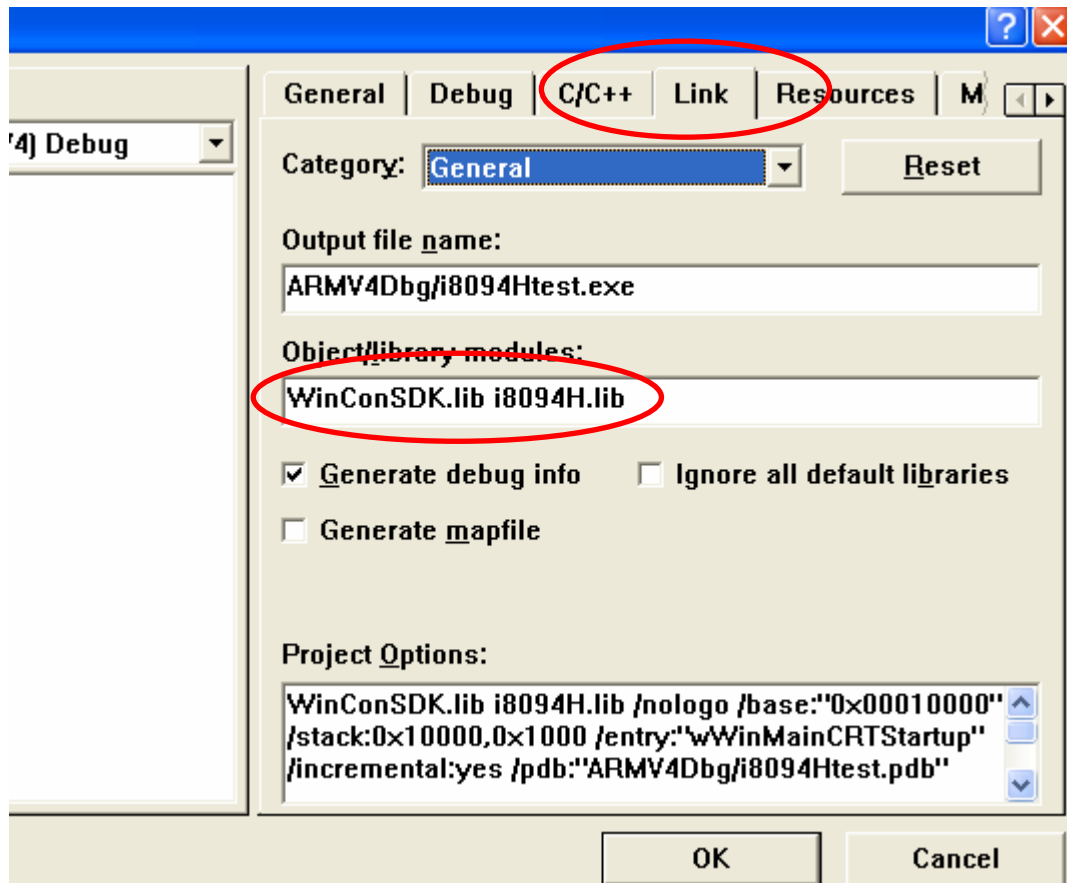 General Debug C/C++ Link Resources M
'4) Debug
Category: General Reset
Output file name:
ARMV4Dbg/i8094Htest.exe
Object/library modules:
WinConSDK.lib i8094H.lib
Generate debug info Ignore all default libraries
Generate mapfile
Project Options:
WinConSDK.lib i8094H.lib /nologo /base:"0x00010000"
/stack:0x10000,0x1000 /entry:"wWinMainCRTStartup"
/incremental:yes /pdb:"ARMV4Dbg/i8094Htest.pdb"
OK Cancel